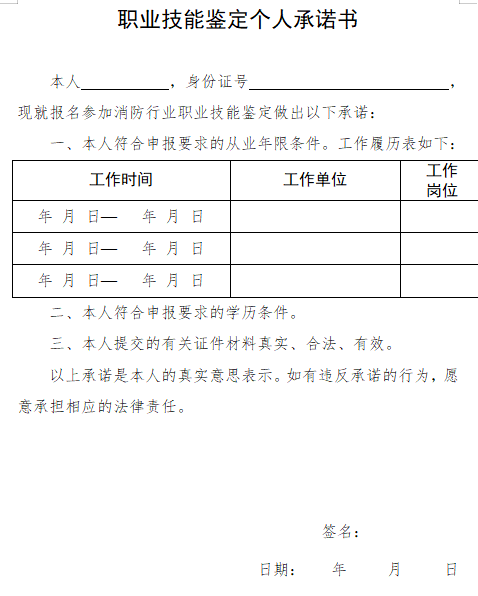 职业技能鉴定个人承诺书
本人__________，身份证号______________________，
现就报名参加消防行业职业技能鉴定做出以下承诺：
一、本人符合申报要求的从业年限条件。工作履历表如下：
工作时间 工作单位 工作岗位
年 月 日— 年 月 日
年 月 日— 年 月 日
年 月 日— 年 月 日
二、本人符合申报要求的学历条件。
三、本人提交的有关证件材料真实、合法、有效。
以上承诺是本人的真实意思表示。如有违反承诺的行为，愿
意承担相应的法律责任。
签名：
日期： 年 月 日